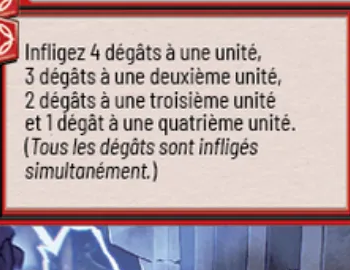 Infligez 4 dégâts à une unité,
3 dégâts à une deuxième unité,
2 dégâts à une troisième unité
et 1 dégât à une quatrième unité.
(Tous les dégâts sont infligés
simultanément.)